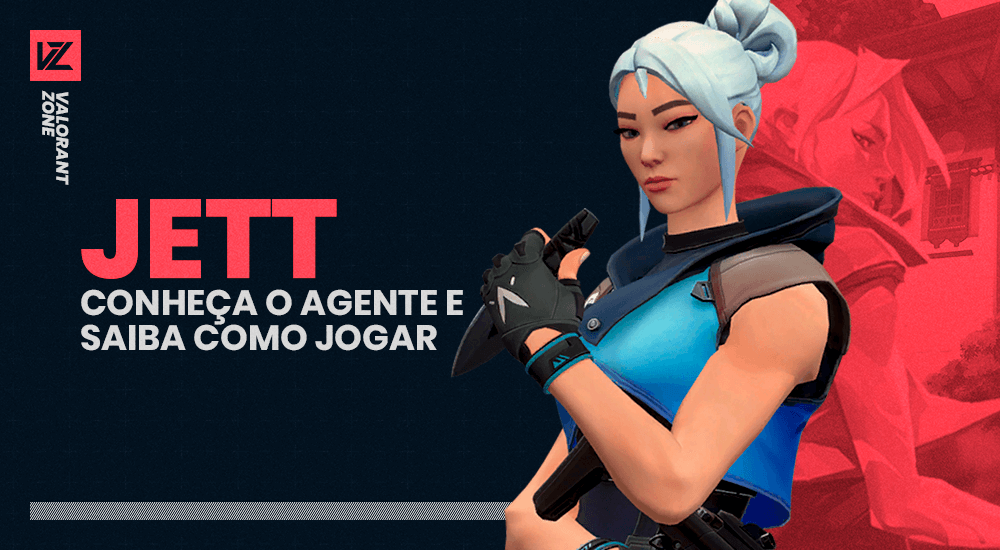 VZ
VALORANT
ZONE
JETT
CONHEÇA O AGENTE E
SAIBA COMO JOGAR